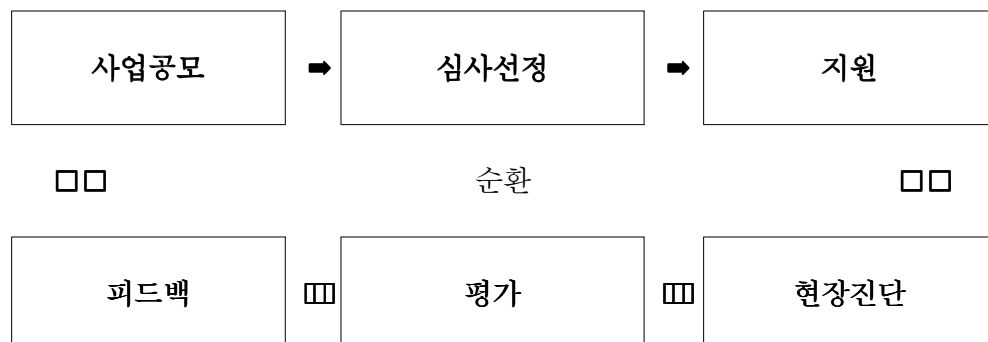 사업공모 ➡ 심사선정 ➡ 지원
□□ 순환 □□
피드백 평가 현장진단